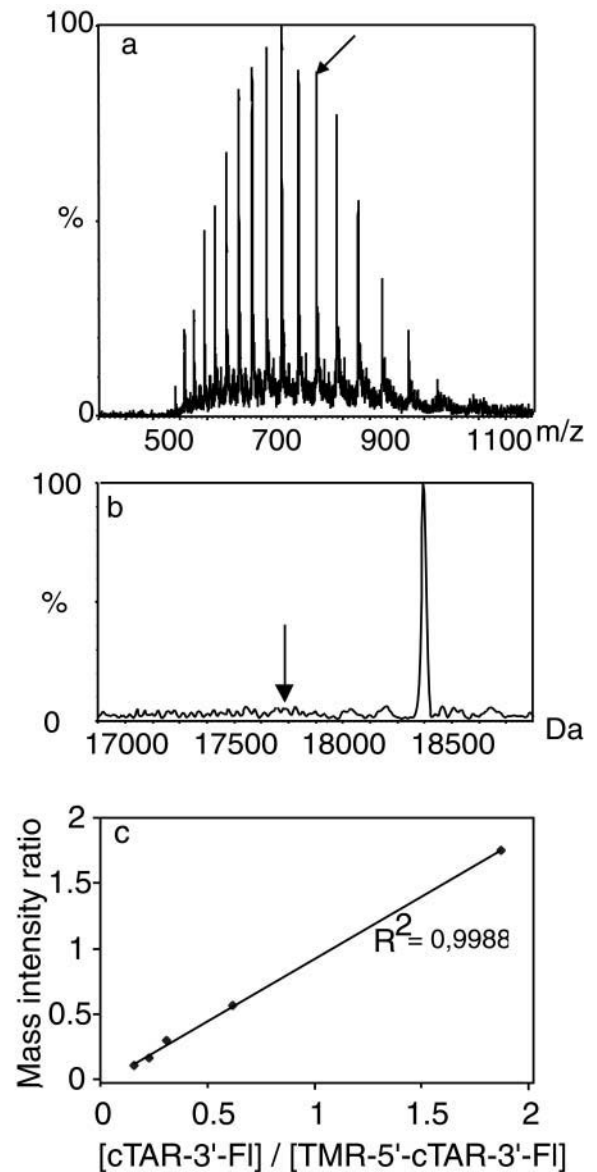 100
a
%
0
500 700 900 1100 m/z
100
b
%
0
17000 17500 18000 18500 Da
2
c
1.5
1
0.5
0
Mass intensity ratio
R2 = 0,9988
0 0.5 1 1.5 2
[cTAR-3'-Fl] / [TMR-5'-cTAR-3'-Fl]